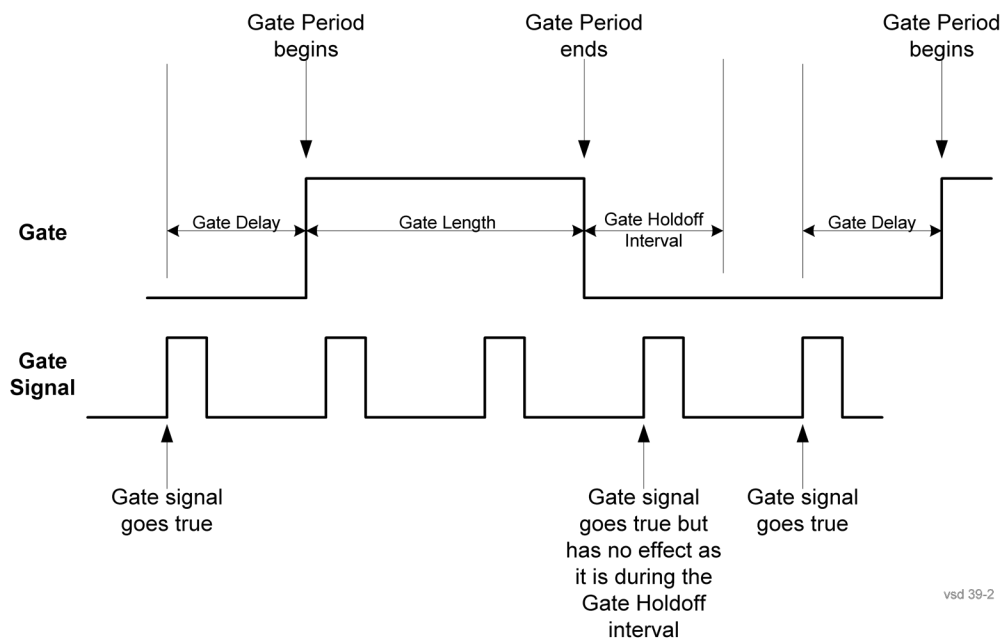 Gate Period
begins
Gate Period
ends
Gate Period
begins
Gate
Gate Delay
Gate Length
Gate Holdoff
Interval
Gate Delay
Gate
Signal
Gate signal
goes true
Gate signal
goes true but
has no effect as
it is during the
Gate Holdoff
interval
Gate signal
goes true
vsd 39-2